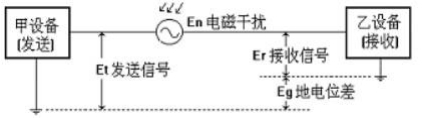 甲设备
(发送)
En 电磁干扰
乙设备
(接收)
Et 发送信号
Er 接收信号
Eg 地电位差